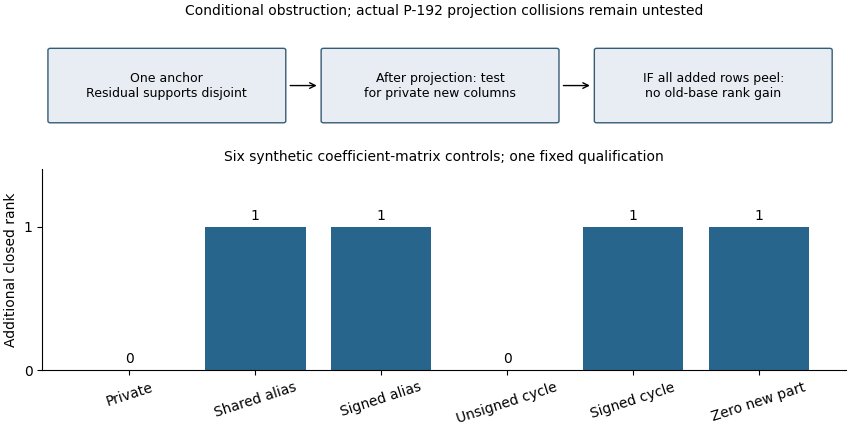 Conditional obstruction; actual P-192 projection collisions remain untested
One anchor
Residual supports disjoint
After projection: test
for private new columns
IF all added rows peel:
no old-base rank gain
Six synthetic coefficient-matrix controls; one fixed qualification
Additional closed rank
1
0
0
1
1
0
1
1
Private
Shared alias
Signed alias
Unsigned cycle
Signed cycle
Zero new part